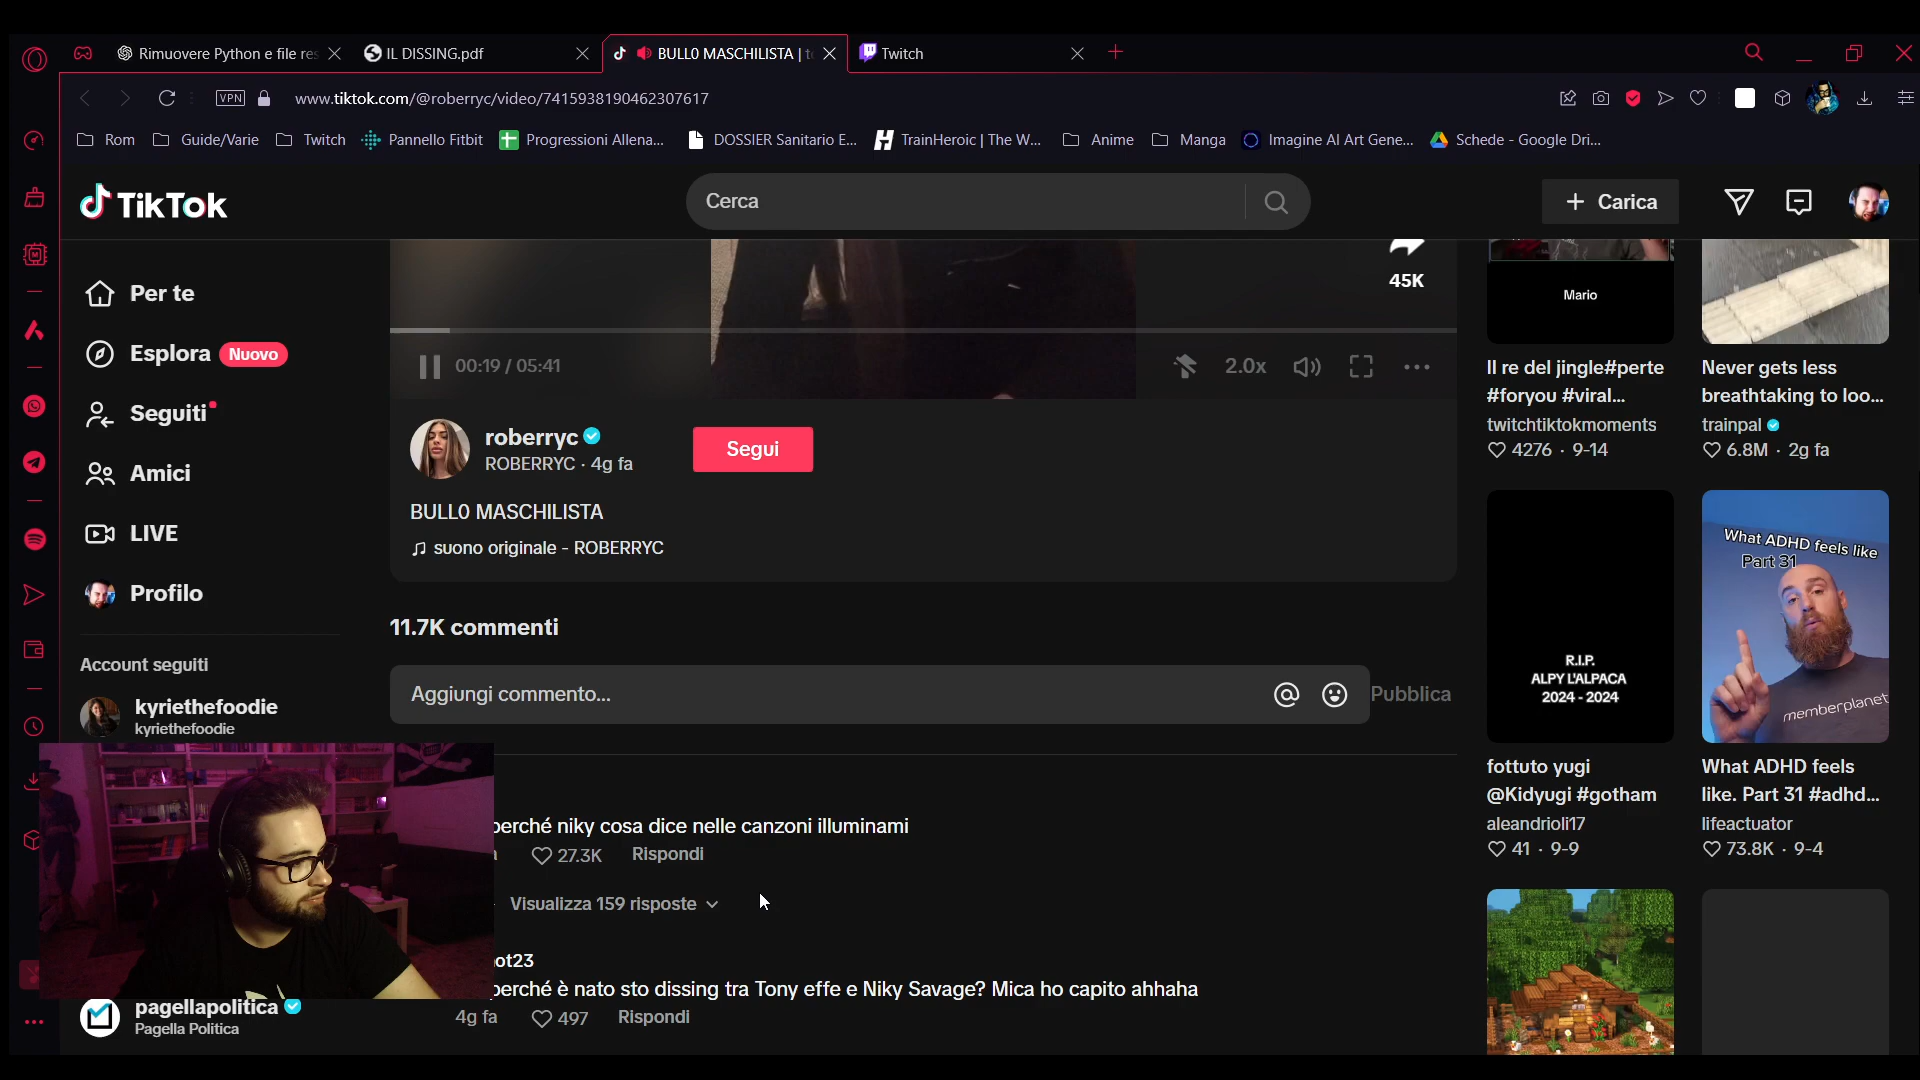 Rimuovere Python e file res
IL DISSING.pdf
BULL0 MASCHILISTA | t
Twitch
VPN
www.tiktok.com/@roberryc/video/7415938190462307617
Rom
Guide/Varie
Twitch
Pannello Fitbit
Progressioni Allena...
DOSSIER Sanitario E...
TrainHeroic | The W...
Anime
Manga
Imagine AI Art Gene...
Schede - Google Dri...
TikTok
Cerca
Carica
Per te
Esplora Nuovo
Seguiti
Amici
LIVE
Profilo
Account seguiti
kyriethefoodie
kyriethefoodie
pagellapolitica
Pagella Politica
45K
00:19 / 05:41
2.0x
roberryc
ROBERRYC · 4g fa
Segui
BULL0 MASCHILISTA
suono originale - ROBERRYC
11.7K commenti
Aggiungi commento...
Pubblica
perché niky cosa dice nelle canzoni illuminami
27.3K Rispondi
Visualizza 159 risposte
ot23
perché è nato sto dissing tra Tony effe e Niky Savage? Mica ho capito ahhaha
4g fa 497 Rispondi
Mario
Il re del jingle#perte
#foryou #viral...
twitchtiktokmoments
4276 · 9-14
Never gets less
breathtaking to loo...
trainpal
6.8M · 2g fa
R.I.P.
ALPY L'ALPACA
2024 - 2024
fottuto yugi
@Kidyugi #gotham
aleandrioli17
41 · 9-9
What ADHD feels like
Part 31
memberplanet
What ADHD feels
like. Part 31 #adhd...
lifeactuator
73.8K · 9-4